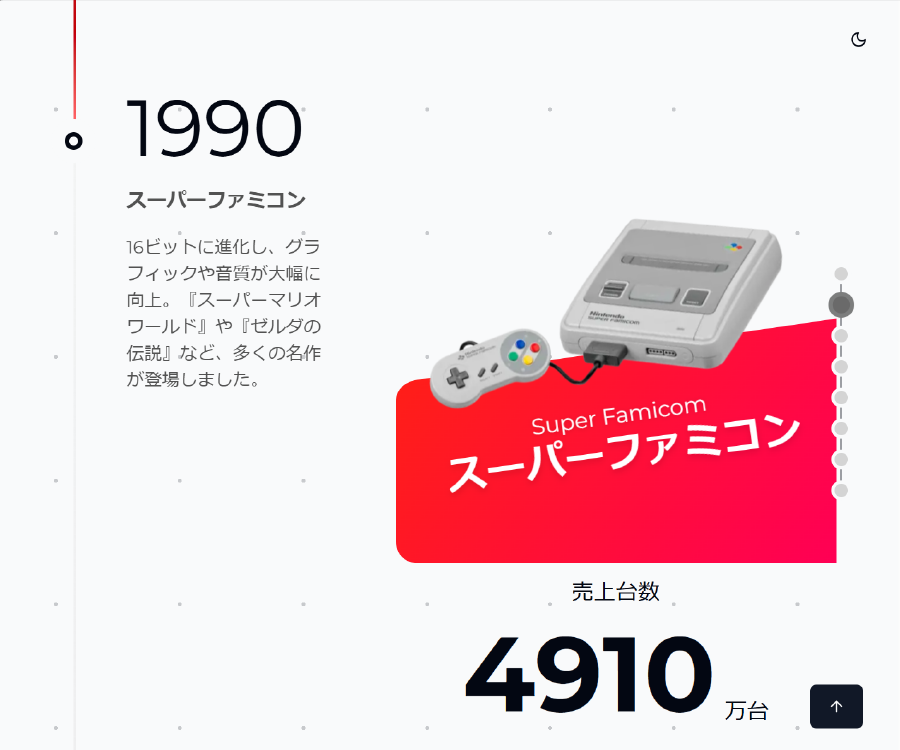 1990
スーパーファミコン
16ビットに進化し、グラ
フィックや音質が大幅に
向上。『スーパーマリオ
ワールド』や『ゼルダの
伝説』など、多くの名作
が登場しました。
Nintendo
SUPER FAMICOM
Super Famicom
スーパーファミコン
売上台数
4910 万台